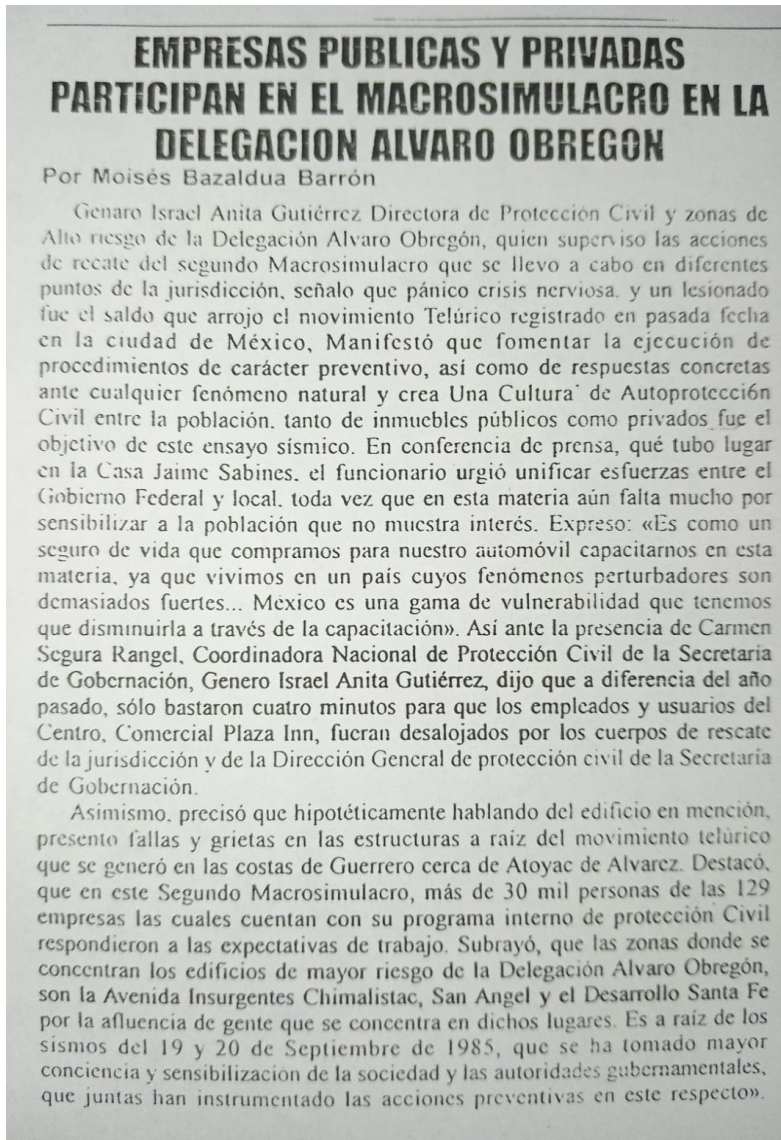 EMPRESAS PUBLICAS Y PRIVADAS
PARTICIPAN EN EL MACROSIMULACRO EN LA
DELEGACION ALVARO OBREGON
Por Moisés Bazaldua Barrón
Genaro Israel Anita Gutiérrez Directora de Protección Civil y zonas de
Alto riesgo de la Delegación Alvaro Obregón, quien superviso las acciones
de recate del segundo Macrosimulacro que se llevo a cabo en diferentes
puntos de la jurisdicción, señalo que pánico crisis nerviosa. y un lesionado
fue el saldo que arrojo el movimiento Telúrico registrado en pasada fecha
en la ciudad de México, Manifestó que fomentar la ejecución de
procedimientos de carácter preventivo, así como de respuestas concretas
ante cualquier fenómeno natural y crea Una Cultura` de Autoprotección
Civil entre la población. tanto de inmuebles públicos como privados fue el
objetivo de este ensayo sísmico. En conferencia de prensa, qué tubo lugar
en la Casa Jaime Sabines. el funcionario urgió unificar esfuerzas entre el
Gobierno Federal y local. toda vez que en esta materia aún falta mucho por
sensibilizar a la población que no muestra interés. Expreso: «Es como un
seguro de vida que compramos para nuestro automóvil capacitarnos en esta
materia, ya que vivimos en un país cuyos fenómenos perturbadores son
demasiados fuertes... México es una gama de vulnerabilidad que tenemos
que disminuirla a través de la capacitación». Así ante la presencia de Carmen
Segura Rangel, Coordinadora Nacional de Protección Civil de la Secretaría
de Gobernación, Genero Israel Anita Gutiérrez, dijo que a diferencia del año
pasado, sólo bastaron cuatro minutos para que los empleados y usuarios del
Centro, Comercial Plaza Inn, fueran desalojados por los cuerpos de rescate
de la jurisdicción y de la Dirección General de protección civil de la Secretaría
de Gobernación.
Asimismo, precisó que hipotéticamente hablando del edificio en mención,
presento fallas y grietas en las estructuras a raíz del movimiento telúrico
que se generó en las costas de Guerrero cerca de Atoyac de Alvarez. Destacó,
que en este Segundo Macrosimulacro, más de 30 mil personas de las 129
empresas las cuales cuentan con su programa interno de protección Civil
respondieron a las expectativas de trabajo. Subrayó, que las zonas donde se
concentran los edificios de mayor riesgo de la Delegación Alvaro Obregón,
son la Avenida Insurgentes Chimalistac, San Angel y el Desarrollo Santa Fe
por la afluencia de gente que se concentra en dichos lugares. Es a raíz de los
sismos del 19 y 20 de Septiembre de 1985, que se ha tomado mayor
conciencia y sensibilización de la sociedad y las autoridades gubernamentales,
que juntas han instrumentado las acciones preventivas en este respecto».